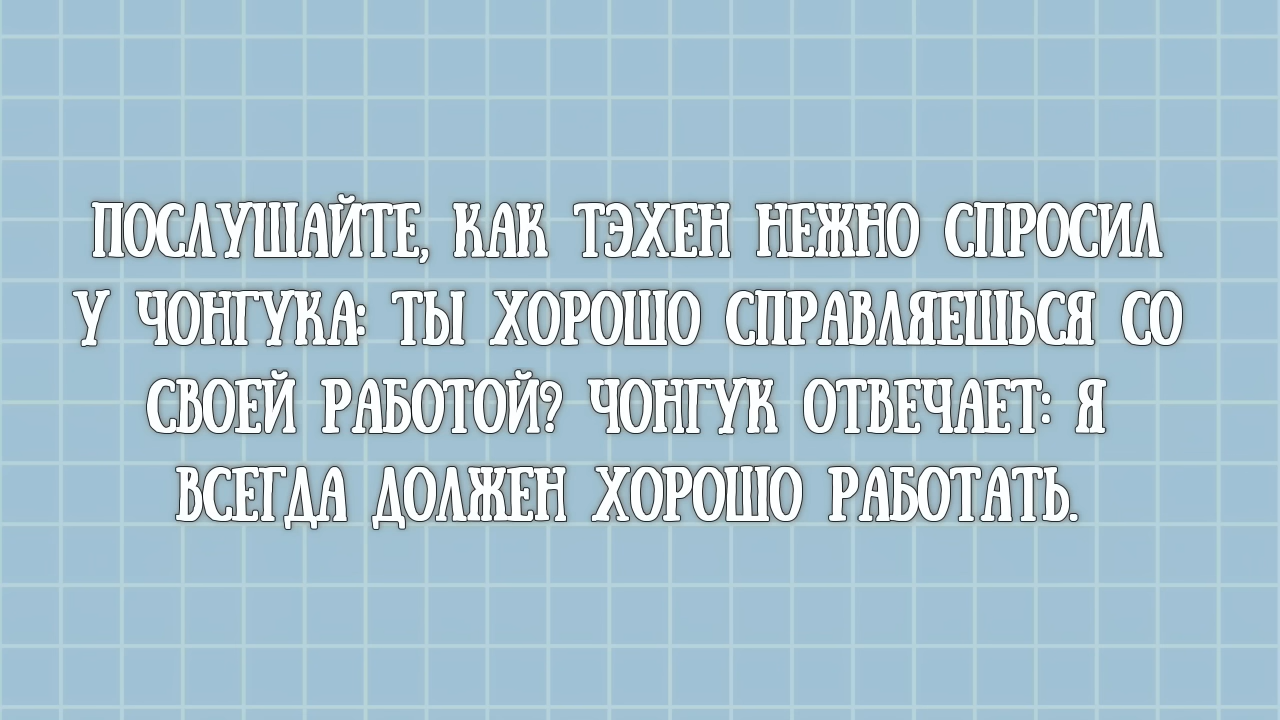 ПОСЛУШАЙТЕ, КАК ТЭХЕН НЕЖНО СПРОСИЛ
У ЧОНГУКА: ТЫ ХОРОШО СПРАВЛЯЕШЬСЯ СО
СВОЕЙ РАБОТОЙ? ЧОНГУК ОТВЕЧАЕТ: Я
ВСЕГДА ДОЛЖЕН ХОРОШО РАБОТАТЬ.